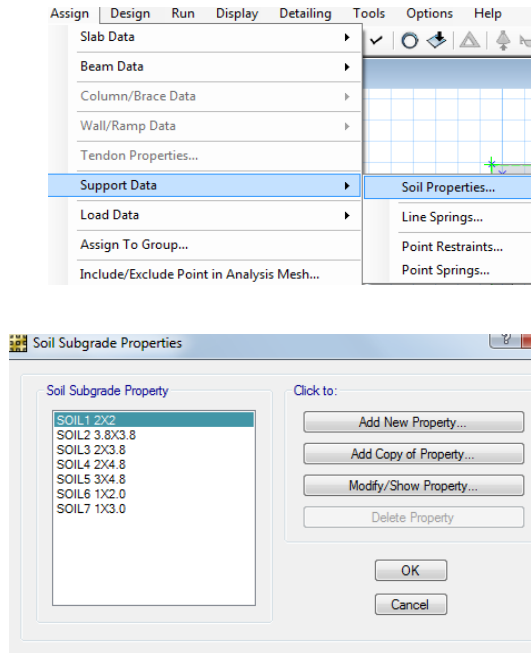 Assign Design Run Display Detailing Tools Options Help
Slab Data
Beam Data
Column/Brace Data
Wall/Ramp Data
Tendon Properties...
Support Data
Soil Properties...
Load Data
Line Springs...
Assign To Group...
Point Restraints...
Include/Exclude Point in Analysis Mesh...
Point Springs...
Soil Subgrade Properties
Soil Subgrade Property
Click to:
SOIL1 2X2
SOIL2 3.8X3.8
SOIL3 2X3.8
SOIL4 2X4.8
SOIL5 3X4.8
SOIL6 1X2.0
SOIL7 1X3.0
Add New Property...
Add Copy of Property...
Modify/Show Property...
Delete Property
OK
Cancel